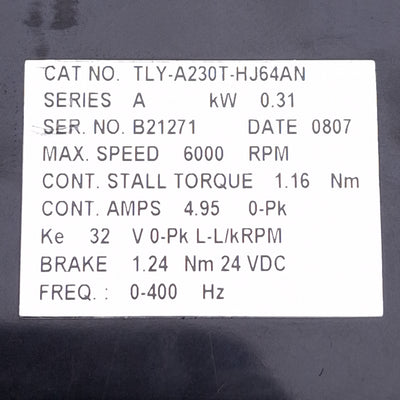 CAT NO. TLY-A230T-HJ64AN
SERIES A kW 0.31
SER. NO. B21271 DATE 0807
MAX. SPEED 6000 RPM
CONT. STALL TORQUE 1.16 Nm
CONT. AMPS 4.95 0-Pk
Ke 32 V 0-Pk L-L/kRPM
BRAKE 1.24 Nm 24 VDC
FREQ. : 0-400 Hz